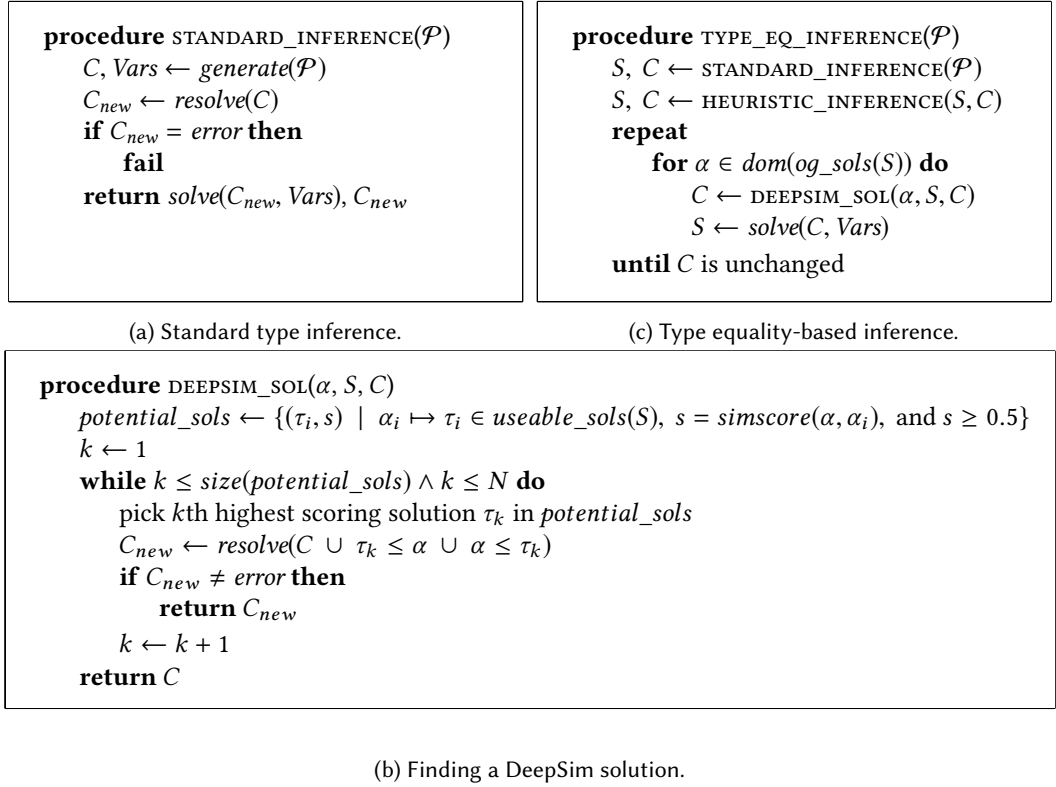 procedure STANDARD_INFERENCE(𝒫)
C, Vars ← generate(𝒫)
C_new ← resolve(C)
if C_new = error then
fail
return solve(C_new, Vars), C_new
(a) Standard type inference.
procedure TYPE_EQ_INFERENCE(𝒫)
S, C ← STANDARD_INFERENCE(𝒫)
S, C ← HEURISTIC_INFERENCE(S, C)
repeat
for α ∈ dom(og_sols(S)) do
C ← DEEPSIM_SOL(α, S, C)
S ← solve(C, Vars)
until C is unchanged
(c) Type equality-based inference.
procedure DEEPSIM_SOL(α, S, C)
potential_sols ← {(τ_i, s) | α_i ↦ τ_i ∈ useable_sols(S), s = simscore(α, α_i), and s ≥ 0.5}
k ← 1
while k ≤ size(potential_sols) ∧ k ≤ N do
pick kth highest scoring solution τ_k in potential_sols
C_new ← resolve(C ∪ τ_k ≤ α ∪ α ≤ τ_k)
if C_new ≠ error then
return C_new
k ← k + 1
return C
(b) Finding a DeepSim solution.